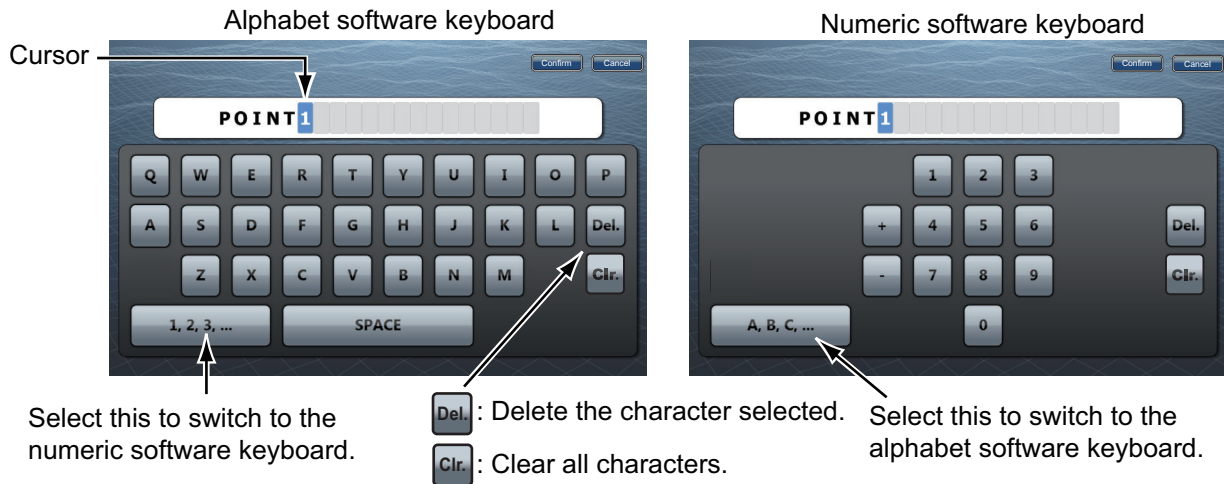 Alphabet software keyboard
Numeric software keyboard
Cursor
Confirm Cancel
POINT1
Q W E R T Y U I O P
A S D F G H J K L Del.
Z X C V B N M Clr.
1, 2, 3, ... SPACE
Confirm Cancel
POINT1
1 2 3
+ 4 5 6 Del.
- 7 8 9 Clr.
A, B, C, ... 0
Select this to switch to the
numeric software keyboard.
Del. : Delete the character selected.
Clr. : Clear all characters.
Select this to switch to the
alphabet software keyboard.